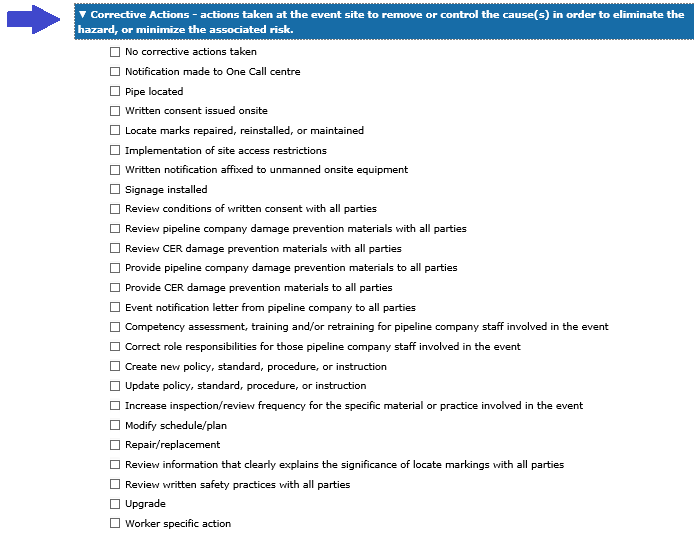 ▼ Corrective Actions - actions taken at the event site to remove or control the cause(s) in order to eliminate the
hazard, or minimize the associated risk.
No corrective actions taken
Notification made to One Call centre
Pipe located
Written consent issued onsite
Locate marks repaired, reinstalled, or maintained
Implementation of site access restrictions
Written notification affixed to unmanned onsite equipment
Signage installed
Review conditions of written consent with all parties
Review pipeline company damage prevention materials with all parties
Review CER damage prevention materials with all parties
Provide pipeline company damage prevention materials to all parties
Provide CER damage prevention materials to all parties
Event notification letter from pipeline company to all parties
Competency assessment, training and/or retraining for pipeline company staff involved in the event
Correct role responsibilities for those pipeline company staff involved in the event
Create new policy, standard, procedure, or instruction
Update policy, standard, procedure, or instruction
Increase inspection/review frequency for the specific material or practice involved in the event
Modify schedule/plan
Repair/replacement
Review information that clearly explains the significance of locate markings with all parties
Review written safety practices with all parties
Upgrade
Worker specific action